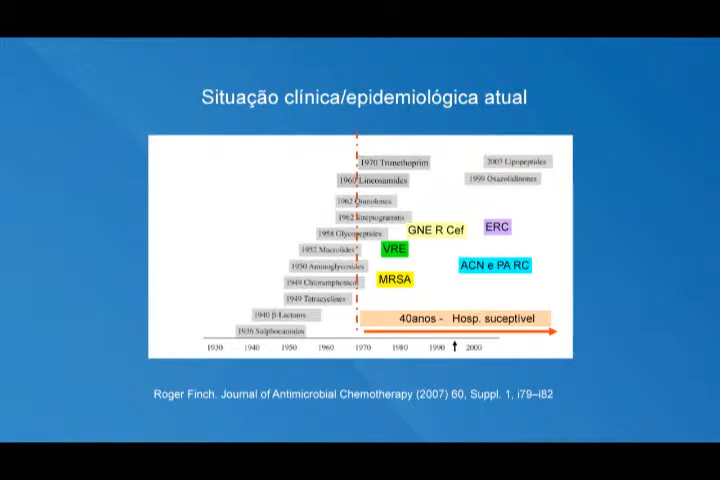 Situação clínica/epidemiológica atual
1970 Trimethoprim
2003 Lipopeptides
1960 Lincosamides
1999 Oxazolidinones
1962 Quinolones
1962 Streptogramins
1958 Glycopeptides
GNE R Cef
ERC
1952 Macrolides
VRE
1950 Aminoglycosides
ACN e PA RC
1949 Chloramphenicol
MRSA
1949 Tetracyclines
1940 β-Lactams
40anos - Hosp. suceptível
1936 Sulphonamides
1930 1940 1950 1960 1970 1980 1990 2000
Roger Finch. Journal of Antimicrobial Chemotherapy (2007) 60, Suppl. 1, i79–i82